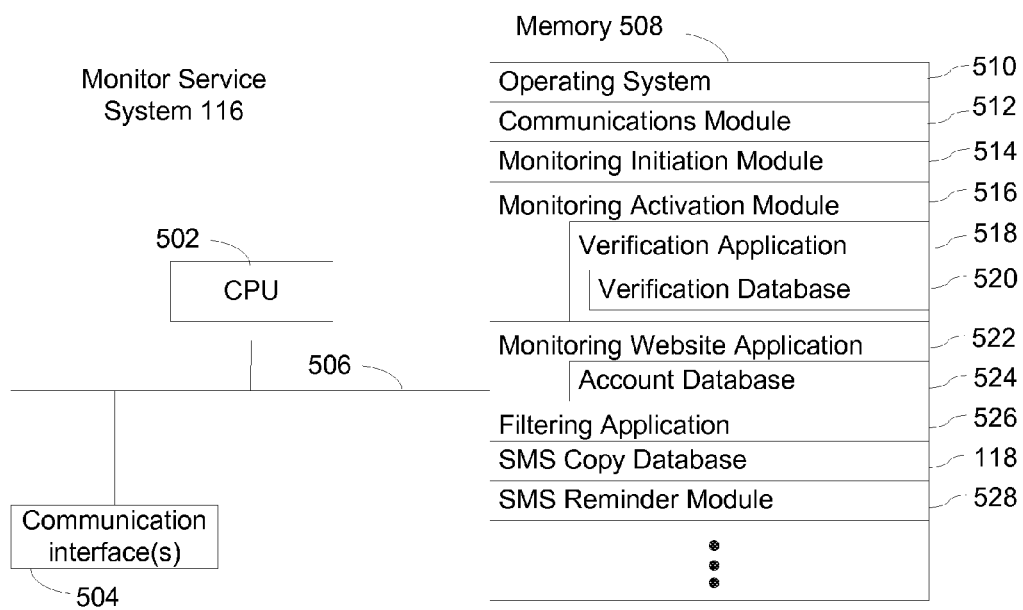 Memory 508
Monitor Service
System 116
Operating System 510
Communications Module 512
Monitoring Initiation Module 514
Monitoring Activation Module 516
Verification Application 518
Verification Database 520
502
CPU
Monitoring Website Application 522
506
Account Database 524
Filtering Application 526
SMS Copy Database 118
SMS Reminder Module 528
Communication
interface(s)
504